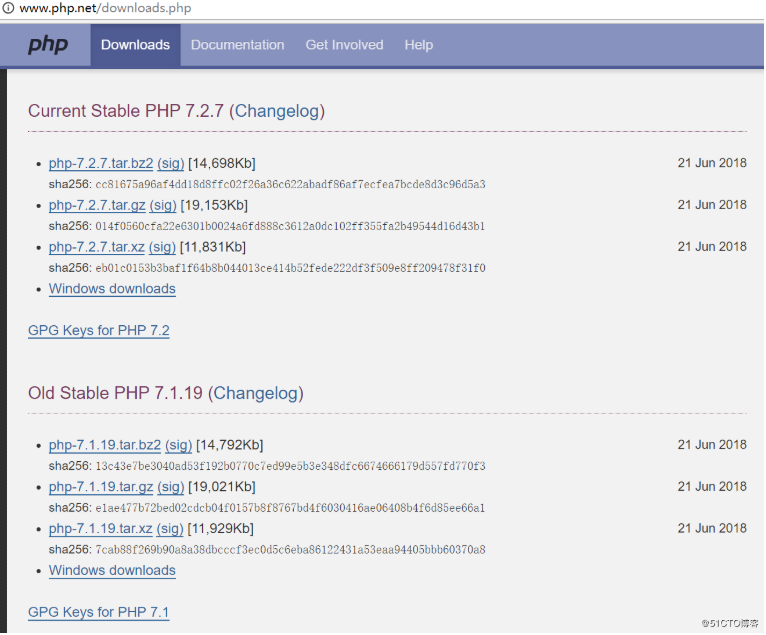 www.php.net/downloads.php
php Downloads Documentation Get Involved Help
Current Stable PHP 7.2.7 (Changelog)
php-7.2.7.tar.bz2 (sig) [14,698Kb] 21 Jun 2018
sha256: cc81675a96af4dd18d8ffc02f26a36c622abadf86af7ecfea7bcde8d3c96d5a3
php-7.2.7.tar.gz (sig) [19,153Kb] 21 Jun 2018
sha256: 014f0560cfa22e6301b0024a6fd888c3612a0dc102ff355fa2b49544d16d43b1
php-7.2.7.tar.xz (sig) [11,831Kb] 21 Jun 2018
sha256: eb01c0153b3baf1f64b8b044013ce414b52fede222df3f509e8ff209478f31f0
Windows downloads
GPG Keys for PHP 7.2
Old Stable PHP 7.1.19 (Changelog)
php-7.1.19.tar.bz2 (sig) [14,792Kb] 21 Jun 2018
sha256: 13c43e7be3040ad53f192b0770c7ed99e5b3e348dfc6674666179d557fd770f3
php-7.1.19.tar.gz (sig) [19,021Kb] 21 Jun 2018
sha256: e1ae477b72bed02cdcb04f0157b8f8767bd4f6030416ae06408b4f6d85ee66a1
php-7.1.19.tar.xz (sig) [11,929Kb] 21 Jun 2018
sha256: 7cab88f269b90a8a38dbcccf3ec0d5c6eba86122431a53eaa94405bbb60370a8
Windows downloads
GPG Keys for PHP 7.1
@51CTO博客